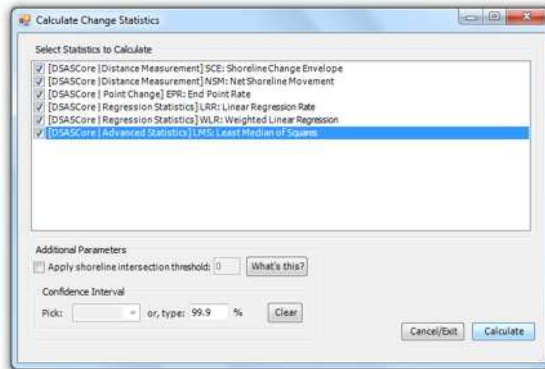 Calculate Change Statistics
Select Statistics to Calculate
[DSASCore | Distance Measurement] SCE: Shoreline Change Envelope
[DSASCore | Distance Measurement] NSM: Net Shoreline Movement
[DSASCore | Point Change] EPR: End Point Rate
[DSASCore | Regression Statistics] LRR: Linear Regression Rate
[DSASCore | Regression Statistics] WLR: Weighted Linear Regression
[DSASCore | Advanced Statistics] LMS: Least Median of Squares
Additional Parameters
Apply shoreline intersection threshold: 0 What's this?
Confidence Interval
Pick: or, type: 99.9 % Clear
Cancel/Exit Calculate